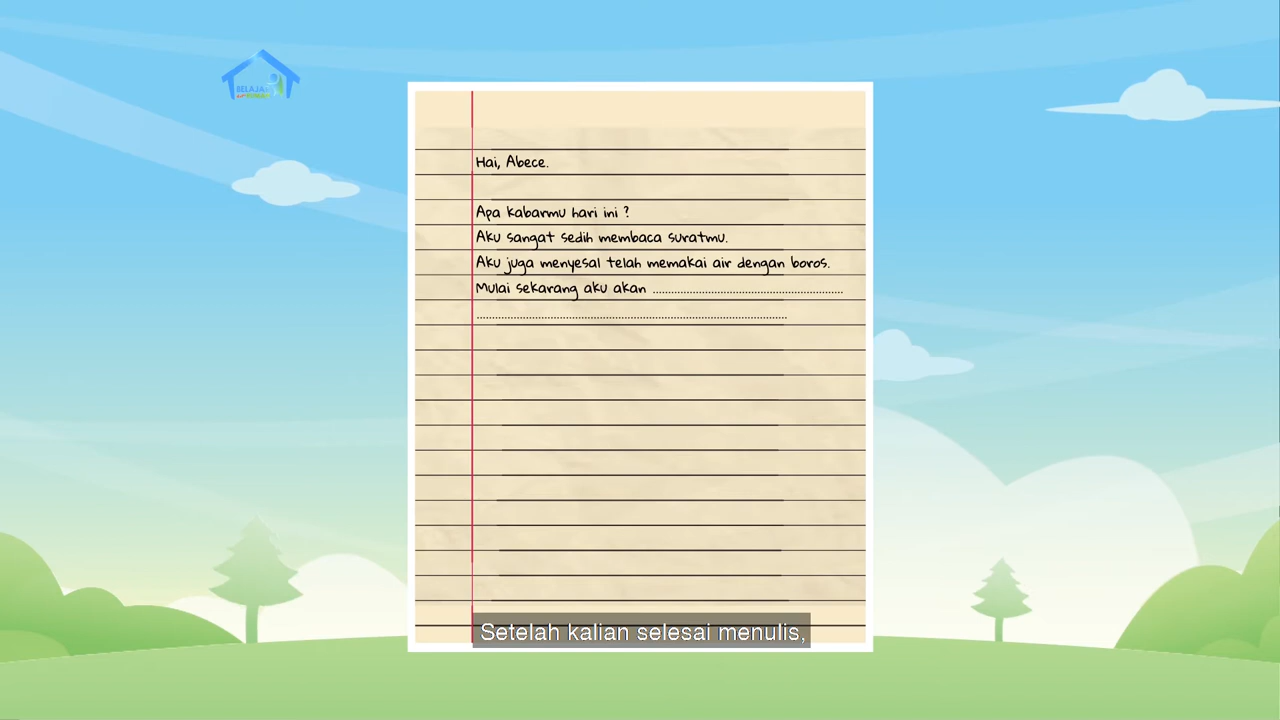 BELAJA
Hai, Abece.
Apa kabarmu hari ini ?
Aku sangat sedih membaca suratmu.
Aku juga menyesal telah memakai air dengan boros.
Mulai sekarang aku akan ................................................................
........................................................................................................
Setelah kalian selesai menulis,